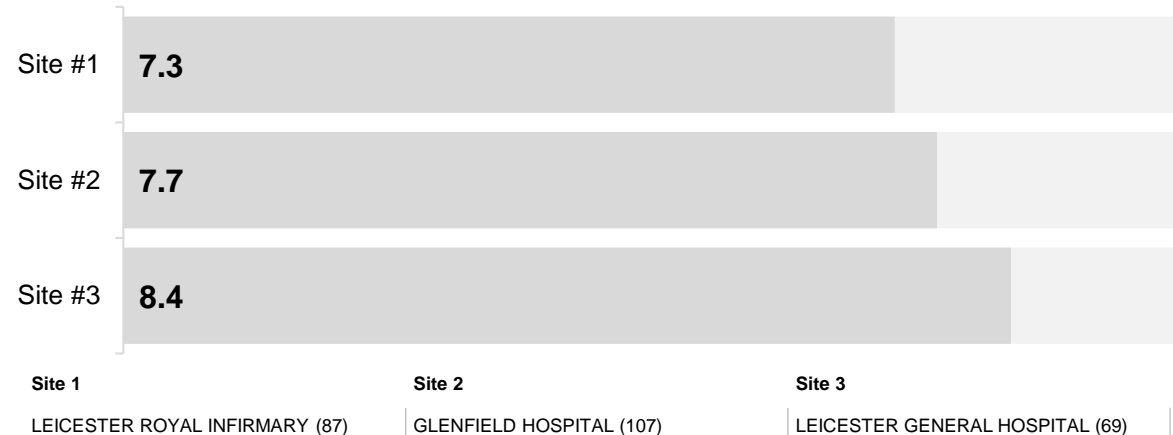 Site #1 7.3
Site #2 7.7
Site #3 8.4
Site 1 Site 2 Site 3
LEICESTER ROYAL INFIRMARY (87) GLENFIELD HOSPITAL (107) LEICESTER GENERAL HOSPITAL (69)